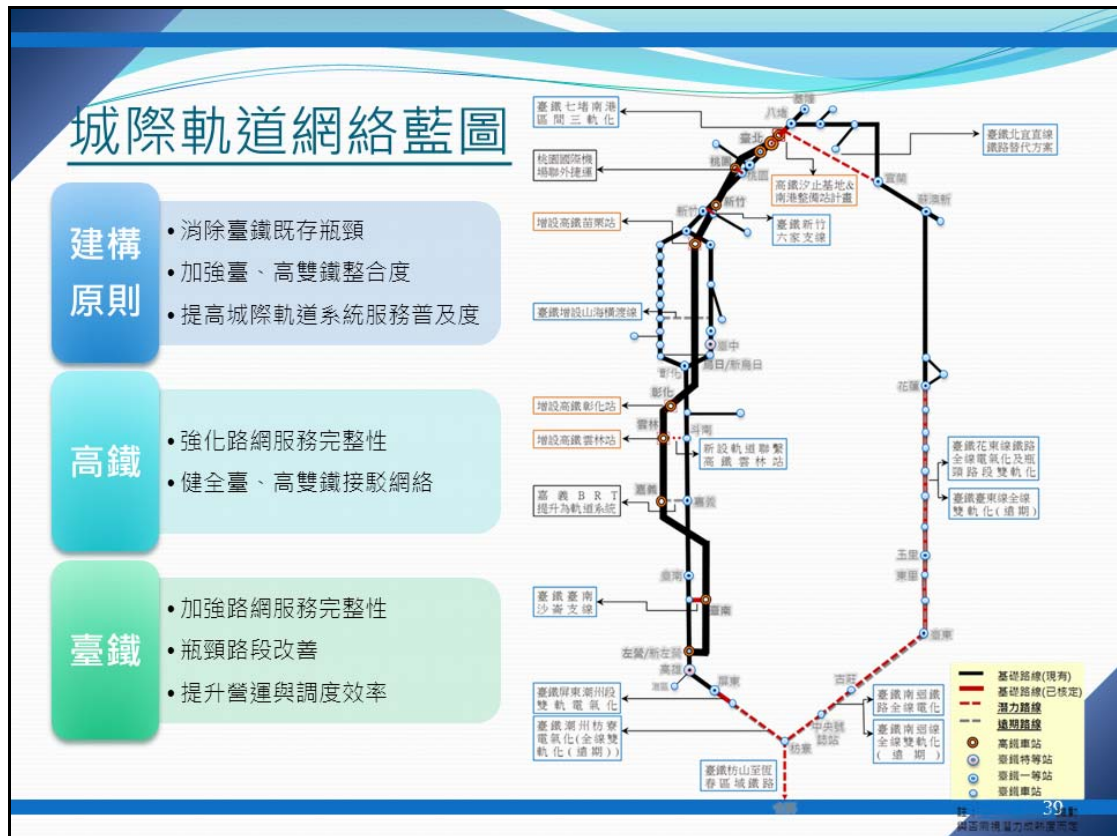 城際軌道網絡藍圖
建構
原則
•消除臺鐵既存瓶頸
•加強臺、高雙鐵整合度
•提高城際軌道系統服務普及度
高鐵
•強化路網服務完整性
•健全臺、高雙鐵接駁網絡
臺鐵
•加強路網服務完整性
•瓶頸路段改善
•提升營運與調度效率
臺鐵七堵南港
區間三軌化
基隆
八堵
臺北
臺鐵北宜直線
鐵路替代方案
桃園國際機
場聯外捷運
桃園
桃園
高鐵汐止基地&
南港整備站計畫
宜蘭
蘇澳新
增設高鐵苗栗站
新竹
新竹
臺鐵新竹
六家支線
臺鐵增設山海橫渡線
臺中
烏日/新烏日
彰化
花蓮
增設高鐵彰化站
彰化
增設高鐵雲林站
雲林
斗南
新設軌道聯繫
高鐵雲林站
臺鐵花東線鐵路
全線電氣化及瓶
頸路段雙軌化
臺鐵臺東線全線
雙軌化(遠期)
嘉義BRT
提升為軌道系統
嘉義
嘉義
玉里
臺南
臺鐵臺南
沙崙支線
臺南
臺東
左營/新左營
高雄
屏東
臺鐵屏東潮州段
雙軌電氣化
臺鐵潮州枋寮
電氣化(全線雙
軌化(遠期))
古莊
中央號
誌站
枋寮
臺鐵南迴鐵
路全線電化
臺鐵南迴線
全線雙軌化
(遠期)
臺鐵枋山至恆
春區域鐵路
基礎路線(現有)
基礎路線(已核定)
潛力路線
遠期路線
高鐵車站
臺鐵特等站
臺鐵一等站
臺鐵車站
39